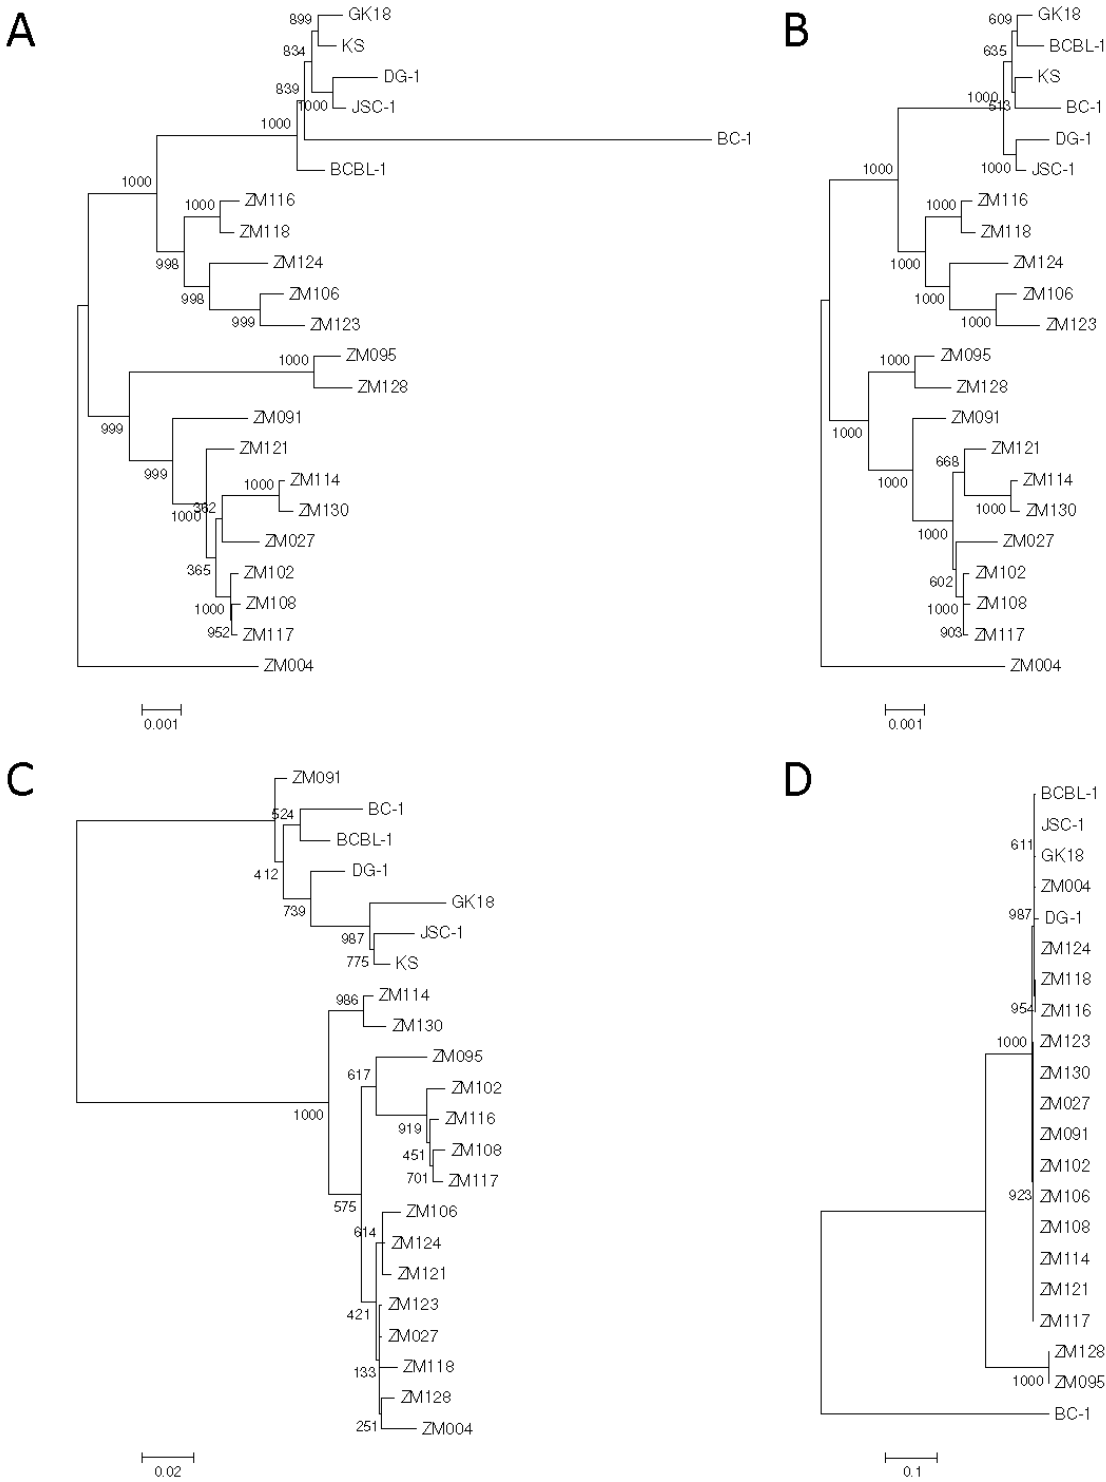 A
899
GK18
KS
834
DG-1
839
1000
JSC-1
1000
BC-1
BCBL-1
1000
1000
ZM116
ZM118
998
ZM124
998
ZM106
999
ZM123
1000
ZM095
ZM128
999
ZM091
999
ZM121
1000
ZM114
362
1000
ZM130
ZM027
365
ZM102
1000
ZM108
952
ZM117
ZM004
0.001
B
609
GK18
635
BCBL-1
KS
1000
513
BC-1
DG-1
1000
1000
JSC-1
1000
ZM116
ZM118
1000
ZM124
1000
ZM106
1000
ZM123
1000
ZM095
ZM128
1000
ZM091
1000
ZM121
668
ZM114
1000
ZM130
1000
ZM027
602
ZM102
1000
ZM108
903
ZM117
ZM004
0.001
C
ZM091
524
BC-1
BCBL-1
412
DG-1
739
GK18
987
JSC-1
775
KS
986
ZM114
ZM130
617
ZM095
ZM102
1000
919
ZM116
451
ZM108
701
ZM117
575
ZM106
614
ZM124
ZM121
421
ZM123
ZM027
133
ZM118
ZM128
251
ZM004
0.02
D
BCBL-1
JSC-1
611
GK18
ZM004
987
DG-1
ZM124
ZM118
954
ZM116
1000
ZM123
ZM130
ZM027
ZM091
ZM102
923
ZM106
ZM108
ZM114
ZM121
ZM117
ZM128
1000
ZM095
BC-1
0.1